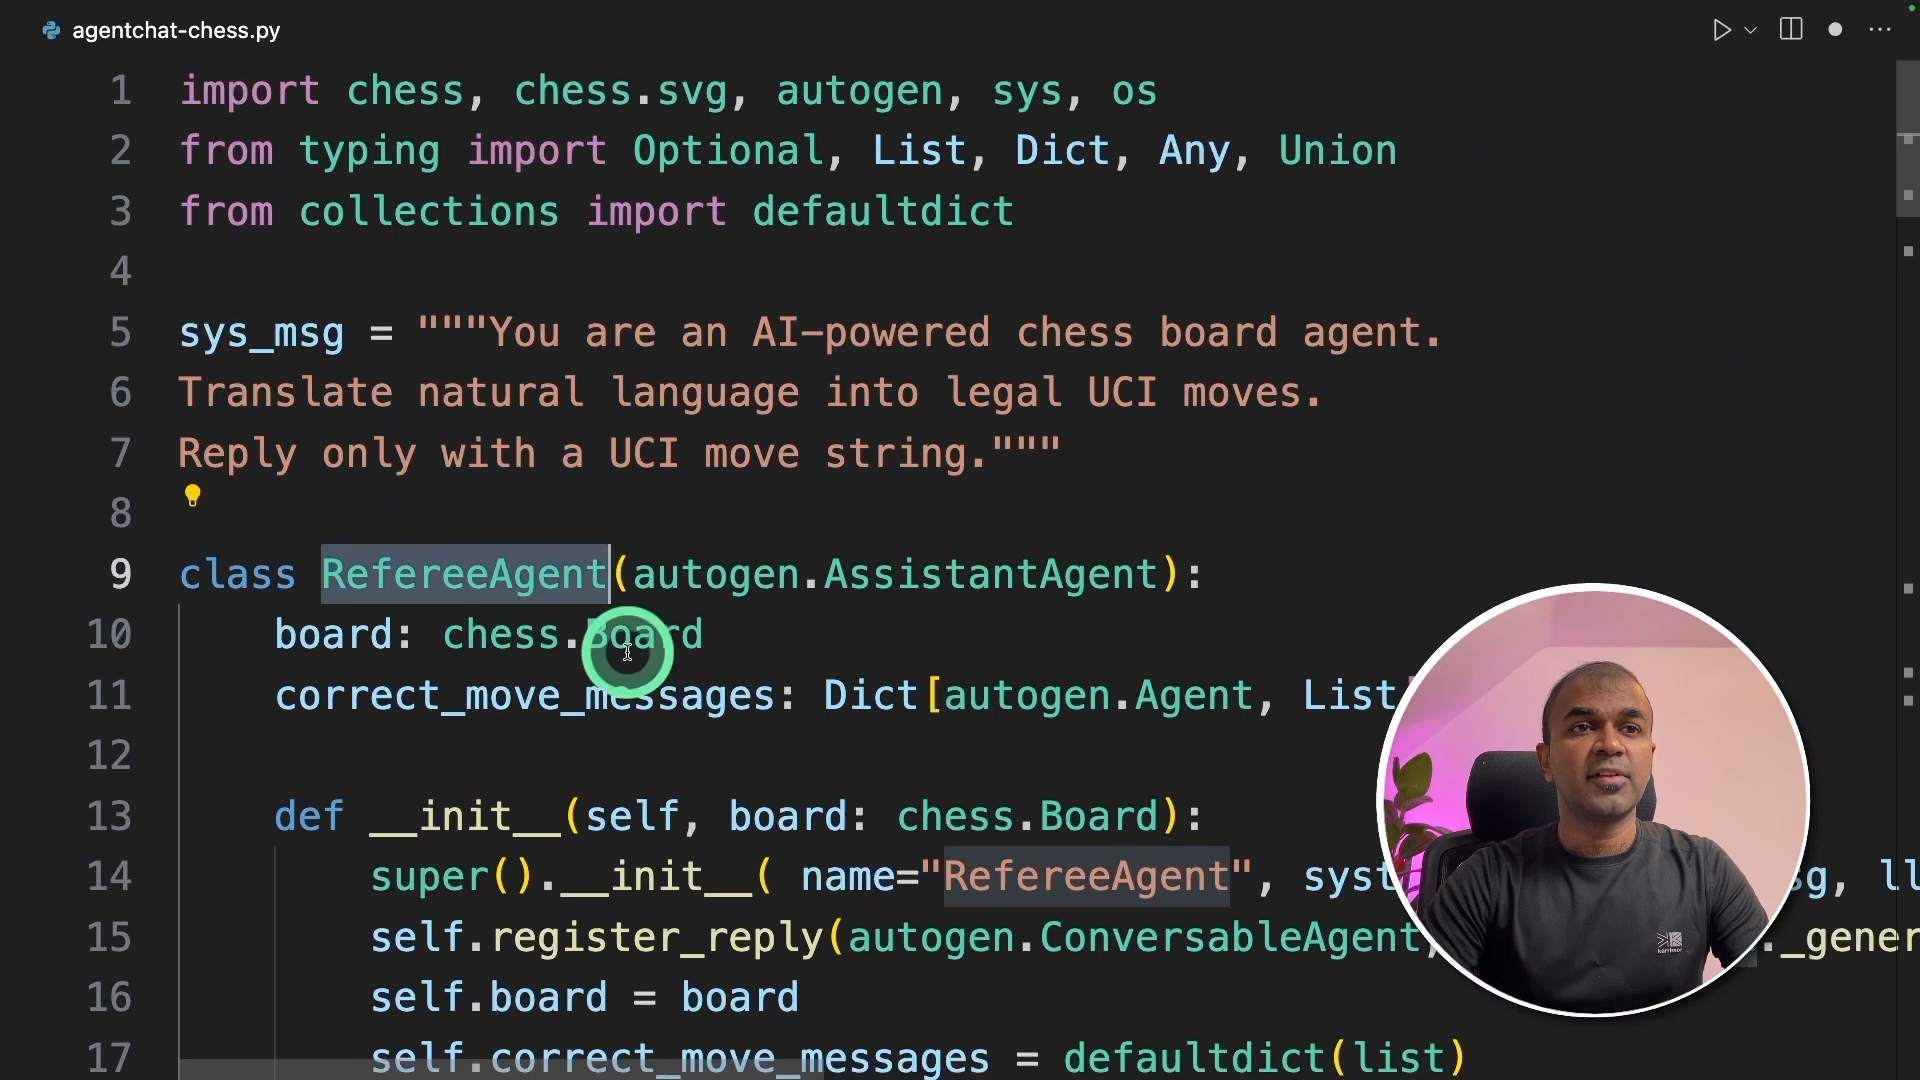 agentchat-chess.py
1 import chess, chess.svg, autogen, sys, os
2 from typing import Optional, List, Dict, Any, Union
3 from collections import defaultdict
4
5 sys_msg = """You are an AI-powered chess board agent.
6 Translate natural language into legal UCI moves.
7 Reply only with a UCI move string."""
8
9 class RefereeAgent(autogen.AssistantAgent):
10 board: chess.Board
11 correct_move_messages: Dict[autogen.Agent, List
12
13 def __init__(self, board: chess.Board):
14 super().__init__( name="RefereeAgent", syst sg, ll
15 self.register_reply(autogen.ConversableAgent, ._gener
16 self.board = board
17 self.correct_move_messages = defaultdict(list)